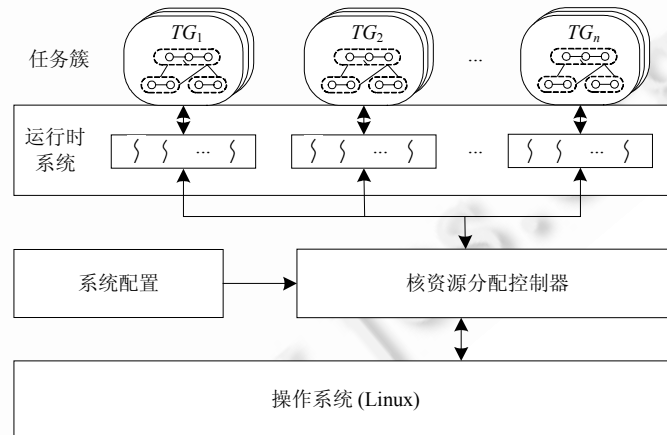 任务簇
TG1
TG2
...
TGn
运行时
系统
...
...
...
...
系统配置
核资源分配控制器
操作系统 (Linux)